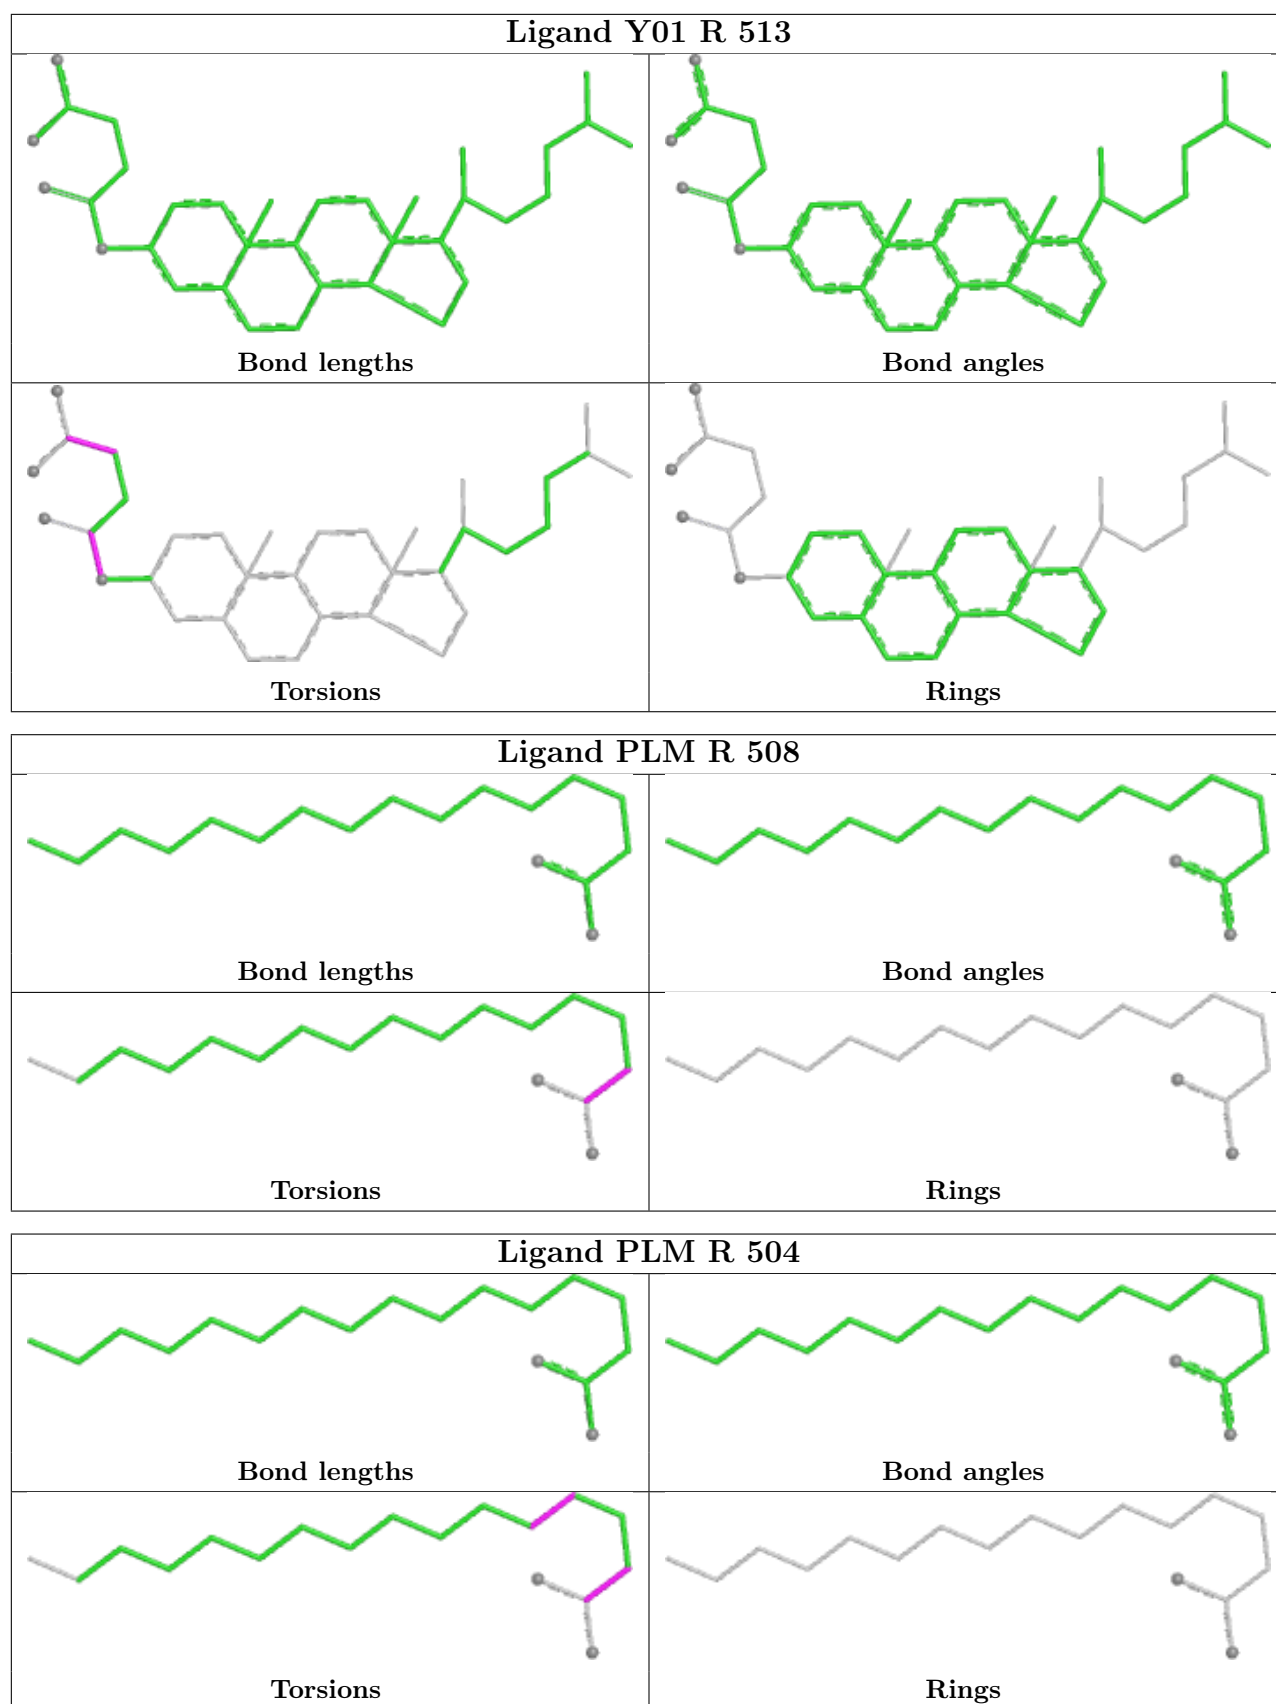 Ligand Y01 R 513
Bond lengths
Bond angles
Torsions
Rings
Ligand PLM R 508
Bond lengths
Bond angles
Torsions
Rings
Ligand PLM R 504
Bond lengths
Bond angles
Torsions
Rings